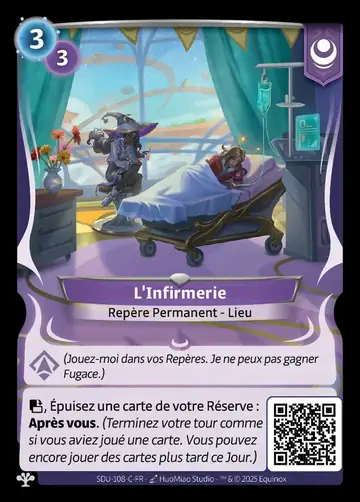 3
3
L'Infirmerie
Repère Permanent - Lieu
(Jouez-moi dans vos Repères. Je ne peux pas gagner
Fugace.)
, Épuisez une carte de votre Réserve :
Après vous. (Terminez votre tour comme
si vous aviez joué une carte. Vous pouvez
encore jouer des cartes plus tard ce Jour.)
SDU-108-C-FR - HuoMiao Studio - ™ & © 2025 Equinox